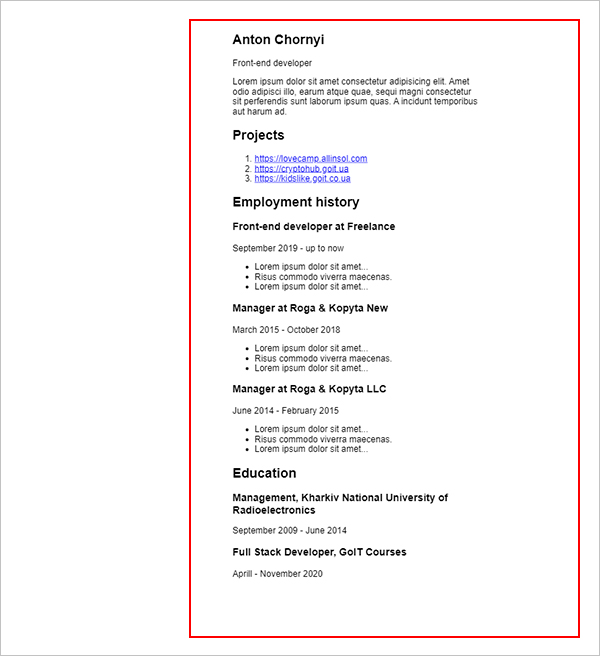 Anton Chornyi
Front-end developer
Lorem ipsum dolor sit amet consectetur adipisicing elit. Amet
odio adipisci illo, earum atque quae, sequi magni consectetur
sit perferendis sunt laborum ipsum quas. A incidunt temporibus
aut harum ad.
Projects
1. https://lovecamp.allinsol.com
2. https://cryptohub.goit.ua
3. https://kidslike.goit.co.ua
Employment history
Front-end developer at Freelance
September 2019 - up to now
• Lorem ipsum dolor sit amet...
• Risus commodo viverra maecenas.
• Lorem ipsum dolor sit amet...
Manager at Roga & Kopyta New
March 2015 - October 2018
• Lorem ipsum dolor sit amet...
• Risus commodo viverra maecenas.
• Lorem ipsum dolor sit amet...
Manager at Roga & Kopyta LLC
June 2014 - February 2015
• Lorem ipsum dolor sit amet...
• Risus commodo viverra maecenas.
• Lorem ipsum dolor sit amet...
Education
Management, Kharkiv National University of
Radioelectronics
September 2009 - June 2014
Full Stack Developer, GoIT Courses
Aprill - November 2020